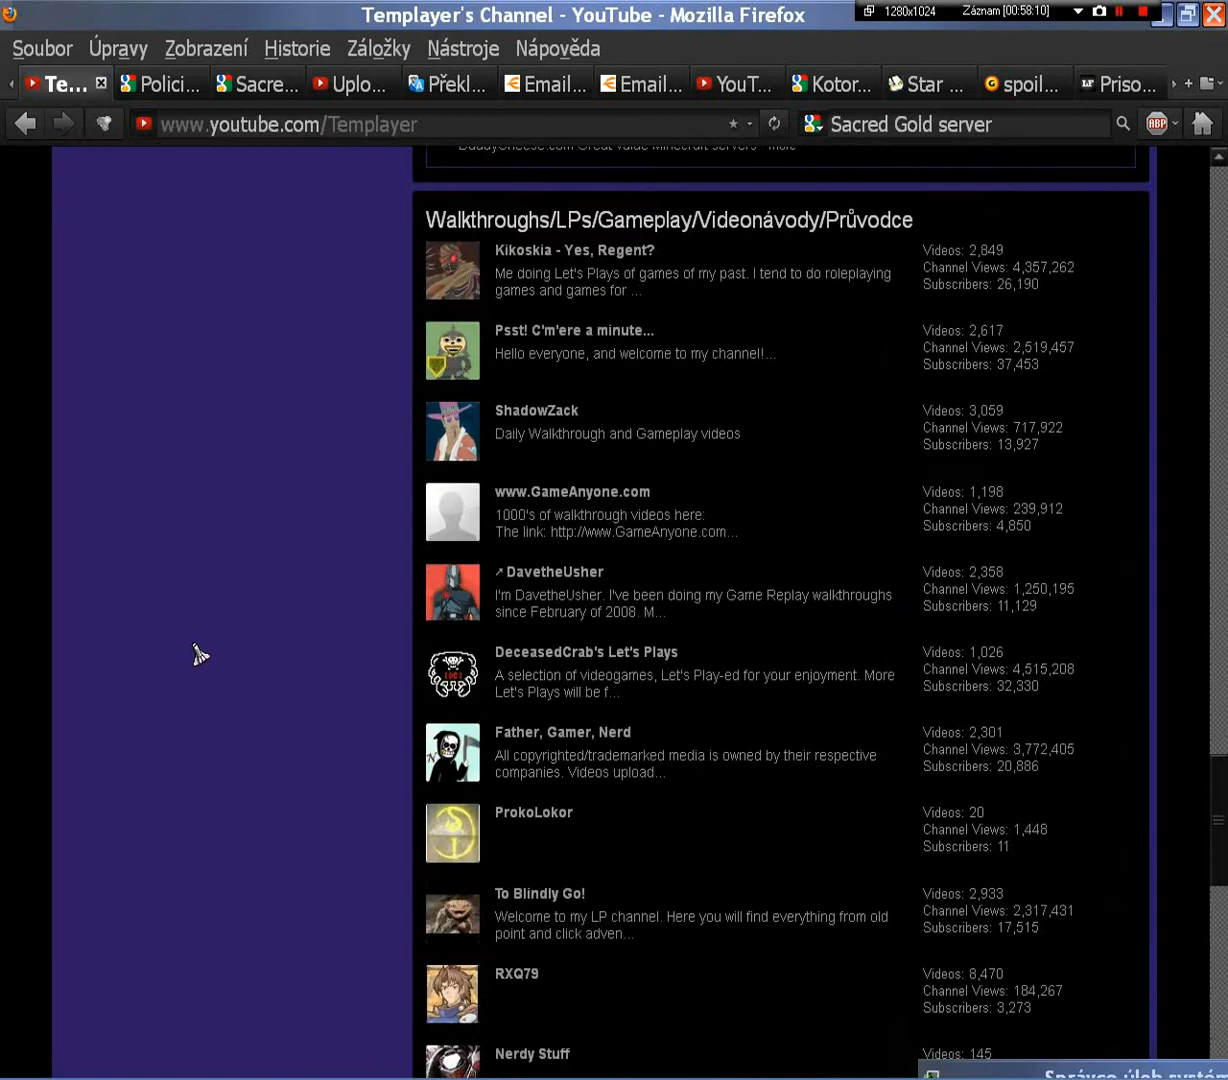 Templayer's Channel - YouTube - Mozilla Firefox
1280x1024 Záznam [00:58:10]
Soubor Úpravy Zobrazení Historie Záložky Nástroje Nápověda
Te... Polici Sacre... Uplo... Překl... Email... Email... YouT... Kotor... Star ... spoil... Priso...
www.youtube.com/Templayer Sacred Gold server ABP
DaddyCheese.com Great value Minecraft servers more
Walkthroughs/LPs/Gameplay/Videonávody/Průvodce
Kikoskia - Yes, Regent?
Me doing Let's Plays of games of my past. I tend to do roleplaying
games and games for ...
Videos: 2,849
Channel Views: 4,357,262
Subscribers: 26,190
Psst! C'm'ere a minute...
Hello everyone, and welcome to my channel!...
Videos: 2,617
Channel Views: 2,519,457
Subscribers: 37,453
ShadowZack
Daily Walkthrough and Gameplay videos
Videos: 3,059
Channel Views: 717,922
Subscribers: 13,927
www.GameAnyone.com
1000's of walkthrough videos here:
The link: http://www.GameAnyone.com...
Videos: 1,198
Channel Views: 239,912
Subscribers: 4,850
DavetheUsher
I'm DavetheUsher. I've been doing my Game Replay walkthroughs
since February of 2008. M...
Videos: 2,358
Channel Views: 1,250,195
Subscribers: 11,129
DeceasedCrab's Let's Plays
A selection of videogames, Let's Play-ed for your enjoyment. More
Let's Plays will be f...
Videos: 1,026
Channel Views: 4,515,208
Subscribers: 32,330
Father, Gamer, Nerd
All copyrighted/trademarked media is owned by their respective
companies. Videos upload...
Videos: 2,301
Channel Views: 3,772,405
Subscribers: 20,886
ProkoLokor
Videos: 20
Channel Views: 1,448
Subscribers: 11
To Blindly Go!
Welcome to my LP channel. Here you will find everything from old
point and click adven...
Videos: 2,933
Channel Views: 2,317,431
Subscribers: 17,515
RXQ79
Videos: 8,470
Channel Views: 184,267
Subscribers: 3,273
Nerdy Stuff
Videos: 145
Správce úloh systém